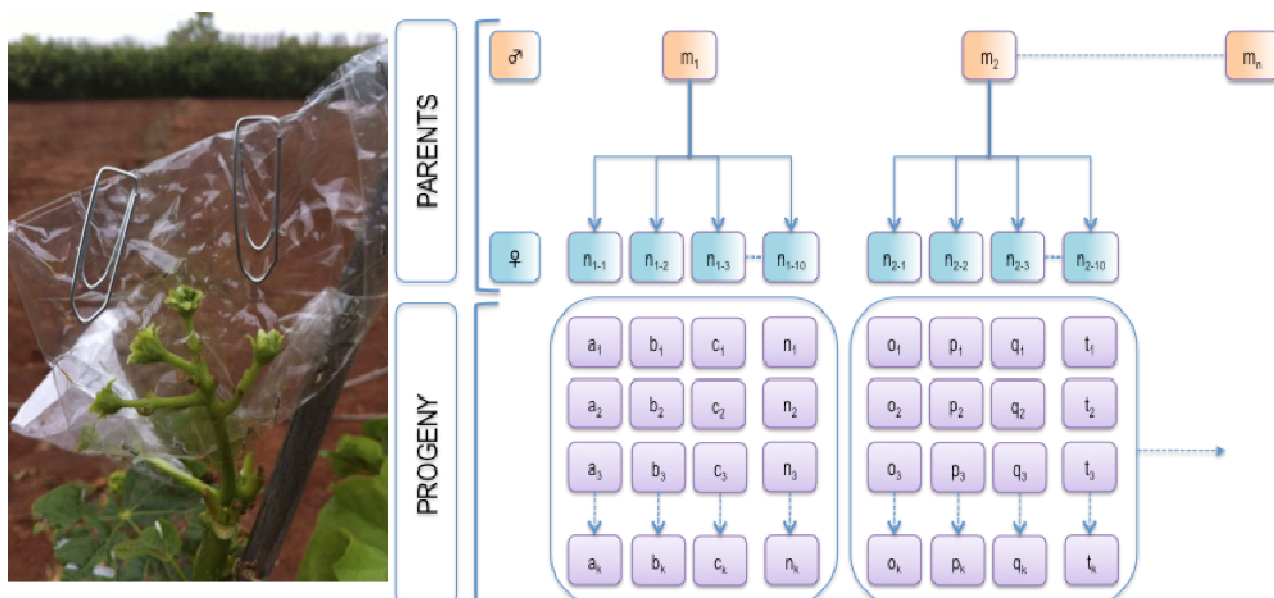 PARENTS
♂ m1 m2 mn
♀ n1-1 n1-2 n1-3 n1-10 n2-1 n2-2 n2-3 n2-10
PROGENY
a1 b1 c1 n1 o1 p1 q1 t1
a2 b2 c2 n2 o2 p2 q2 t2
a3 b3 c3 n3 o3 p3 q3 t3
ak bk ck nk ok pk qk tk